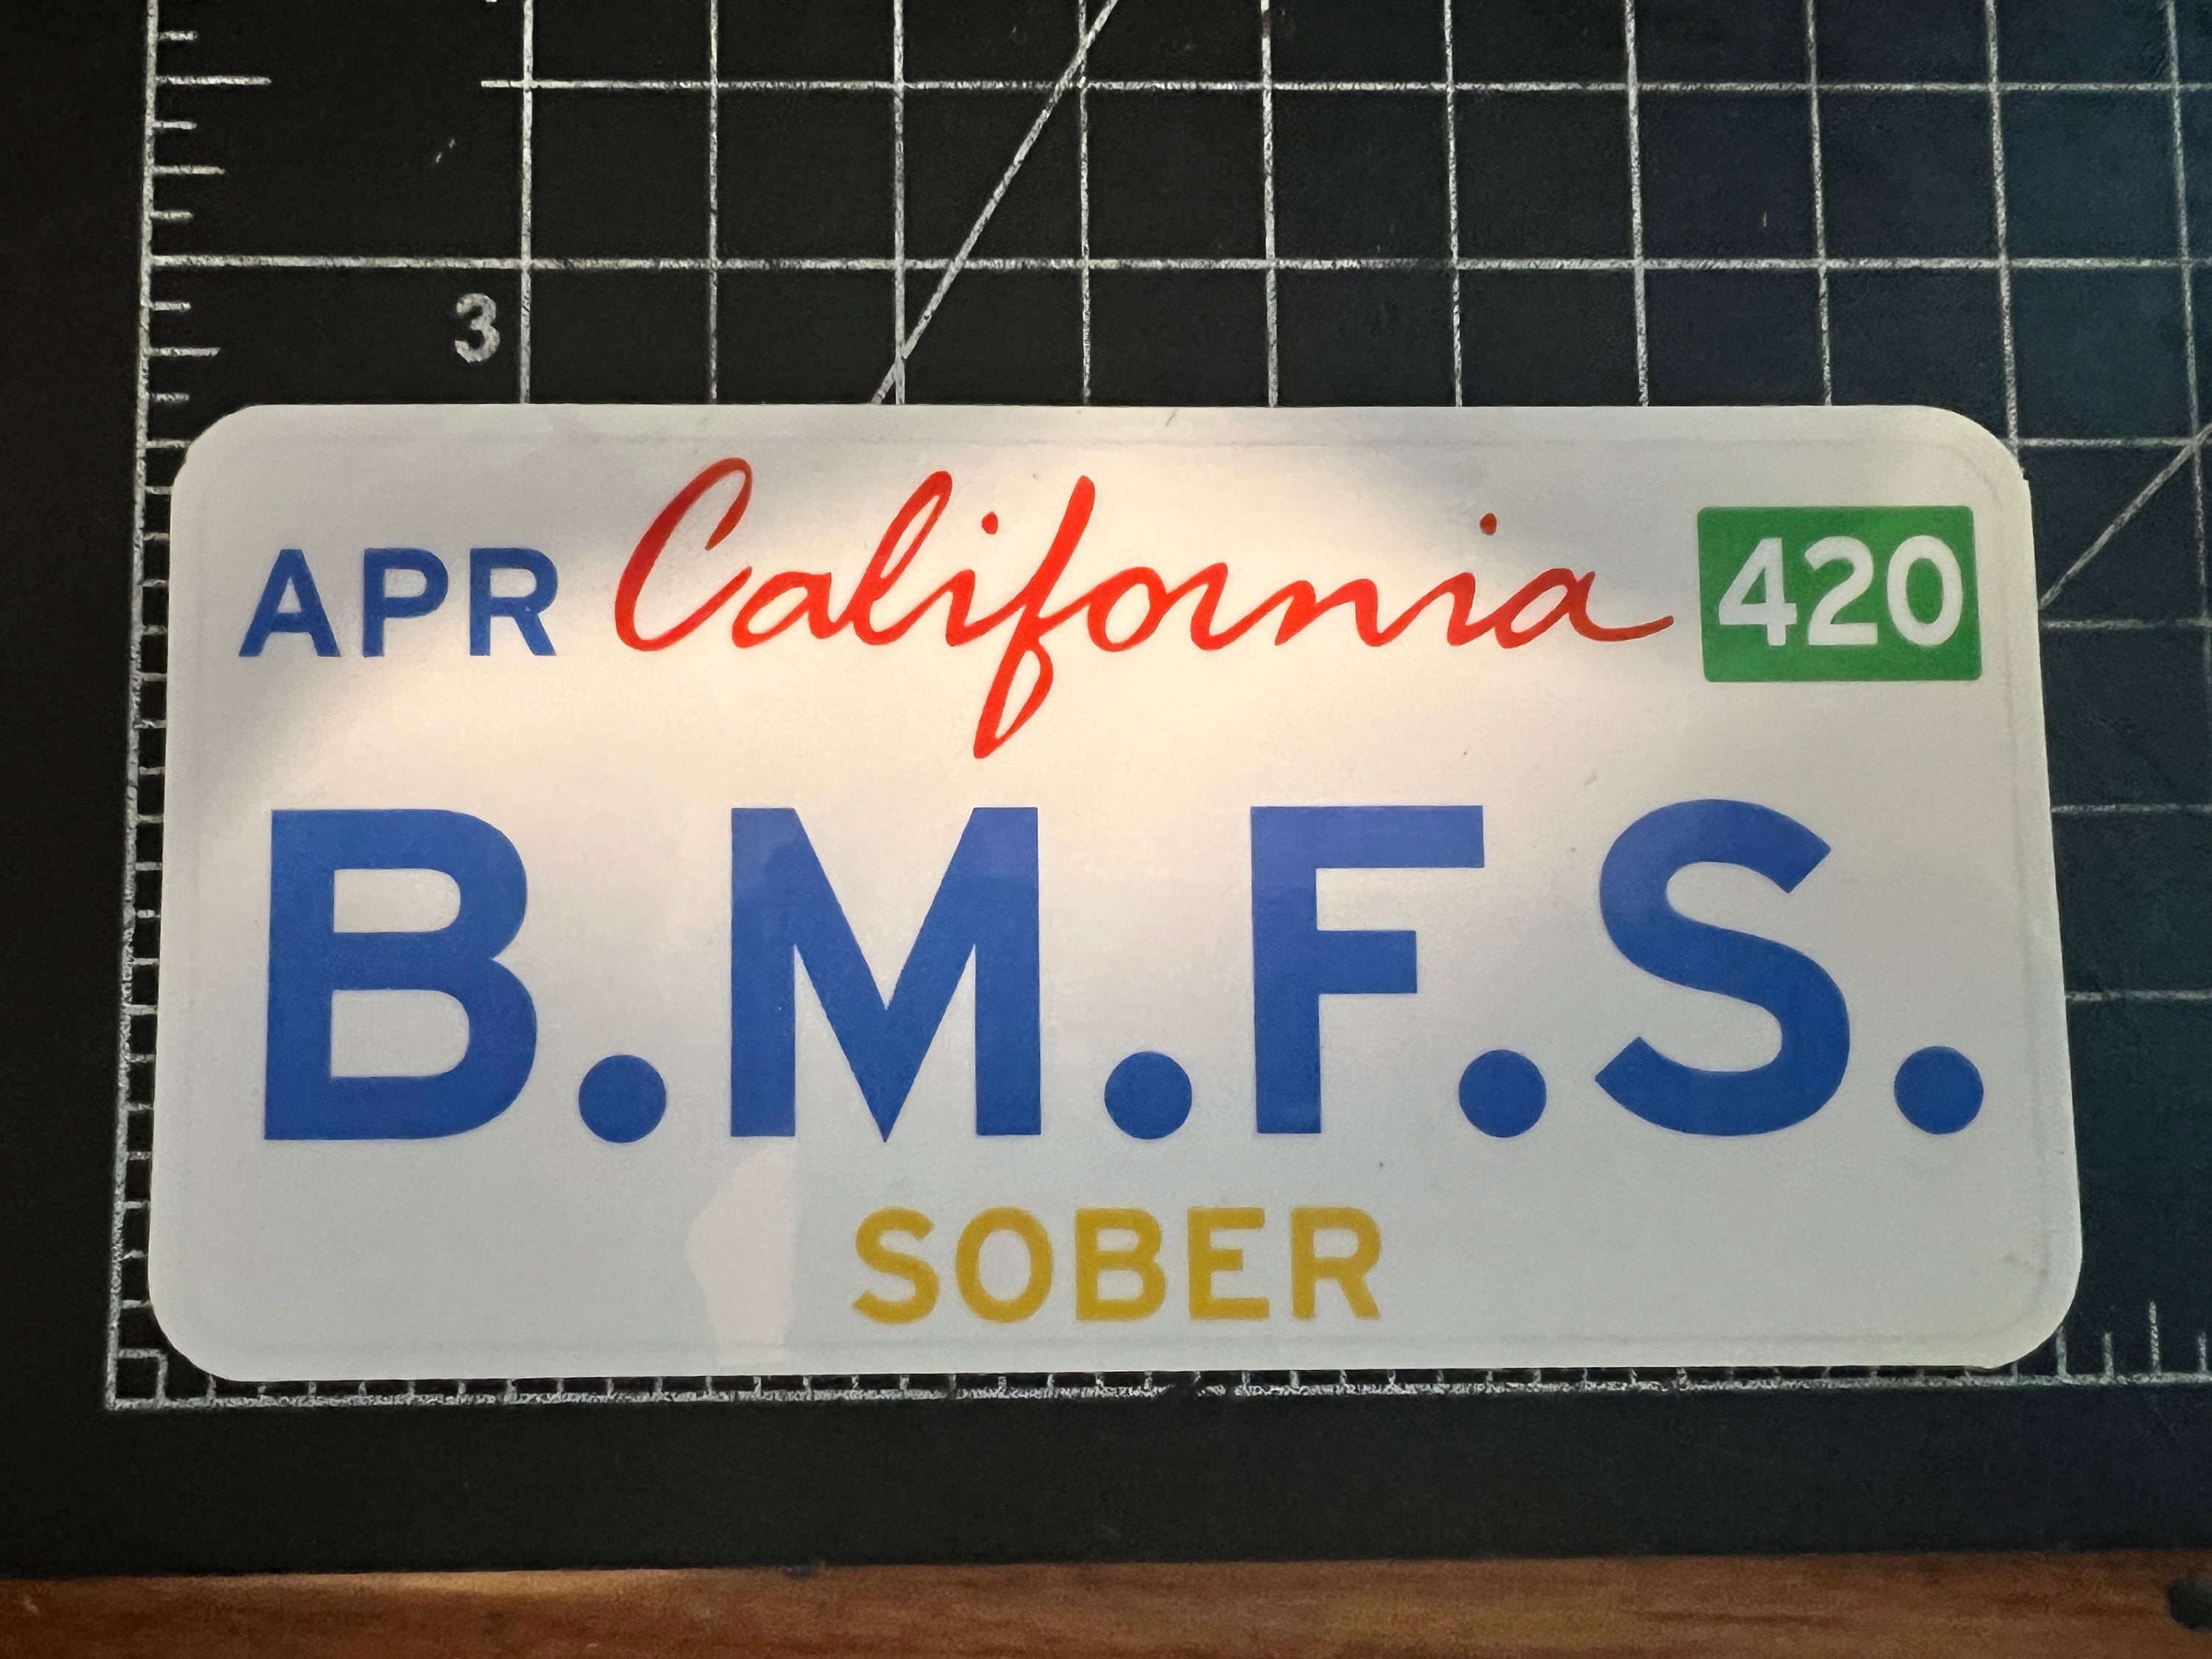 3
APR California 420
B.M.F.S.
SOBER